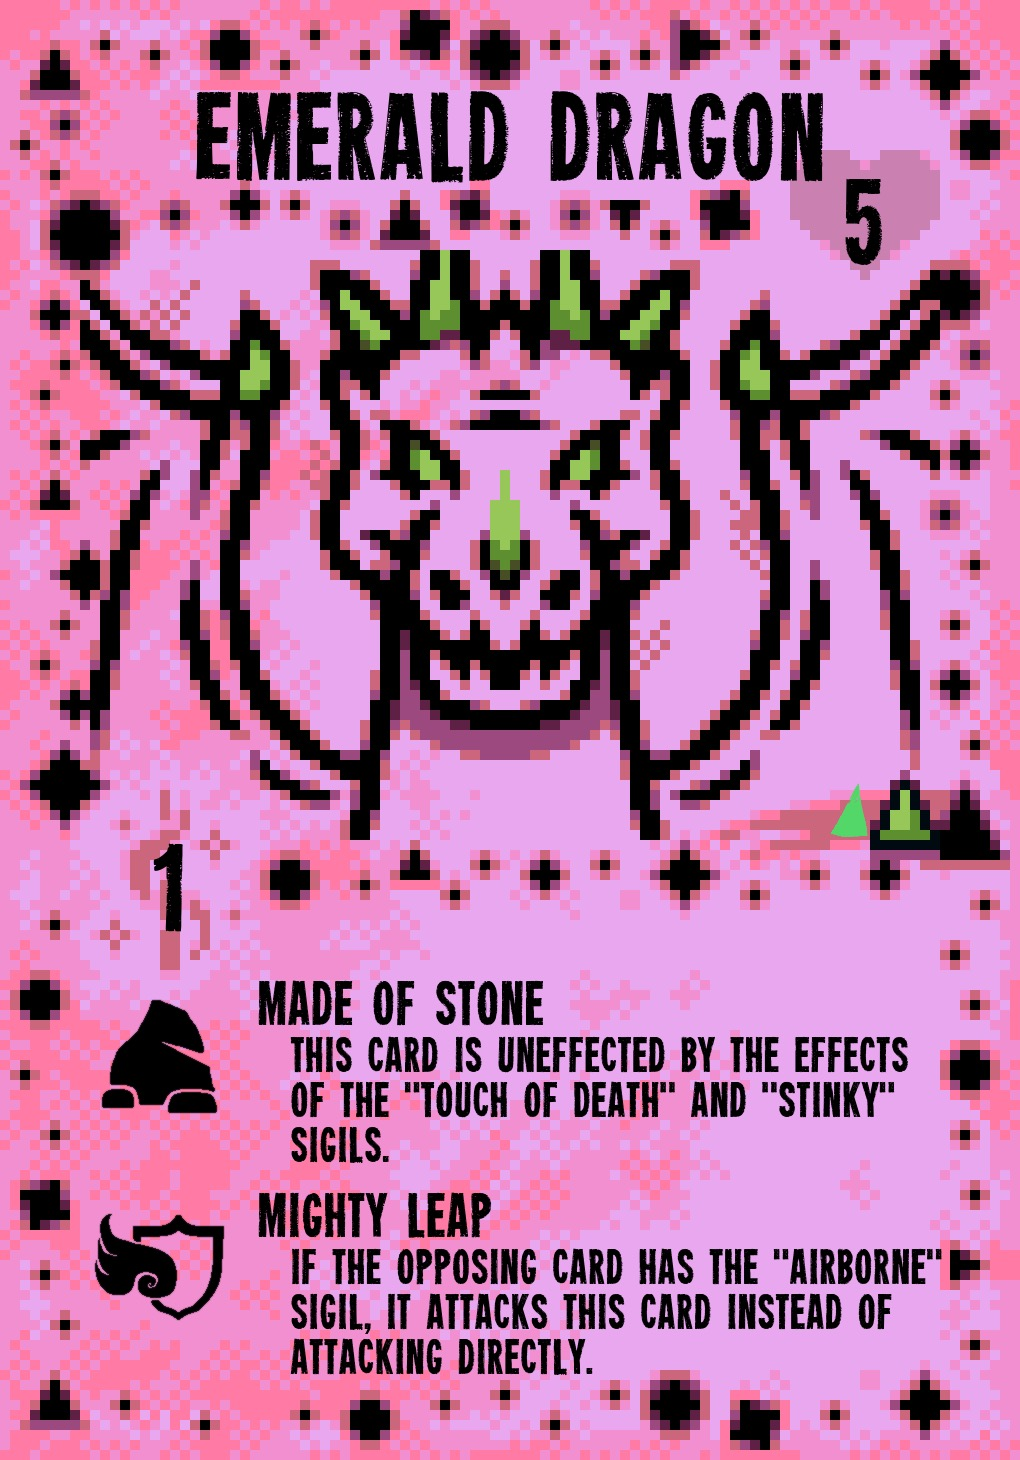 EMERALD DRAGON
5
1
MADE OF STONE
THIS CARD IS UNEFFECTED BY THE EFFECTS
OF THE "TOUCH OF DEATH" AND "STINKY"
SIGILS.
MIGHTY LEAP
IF THE OPPOSING CARD HAS THE "AIRBORNE"
SIGIL, IT ATTACKS THIS CARD INSTEAD OF
ATTACKING DIRECTLY.